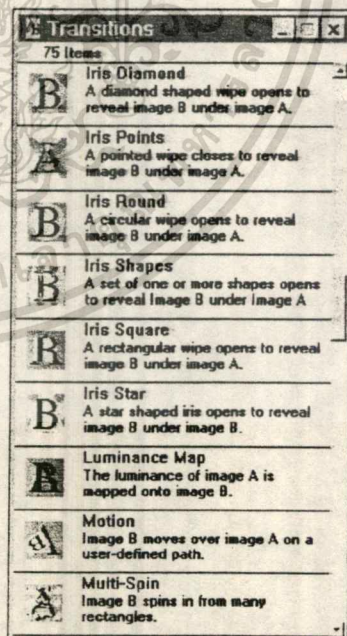 Transitions
75 Items
Iris Diamond
A diamond shaped wipe opens to
reveal image B under image A.
Iris Points
A pointed wipe closes to reveal
image B under image A.
Iris Round
A circular wipe opens to reveal
image B under image A.
Iris Shapes
A set of one or more shapes opens
to reveal Image B under Image A
Iris Square
A rectangular wipe opens to reveal
image B under image A.
Iris Star
A star shaped iris opens to reveal
image B under image B.
Luminance Map
The luminance of image A is
mapped onto image B.
Motion
Image B moves over image A on a
user-defined path.
Multi-Spin
Image B spins in from many
rectangles.